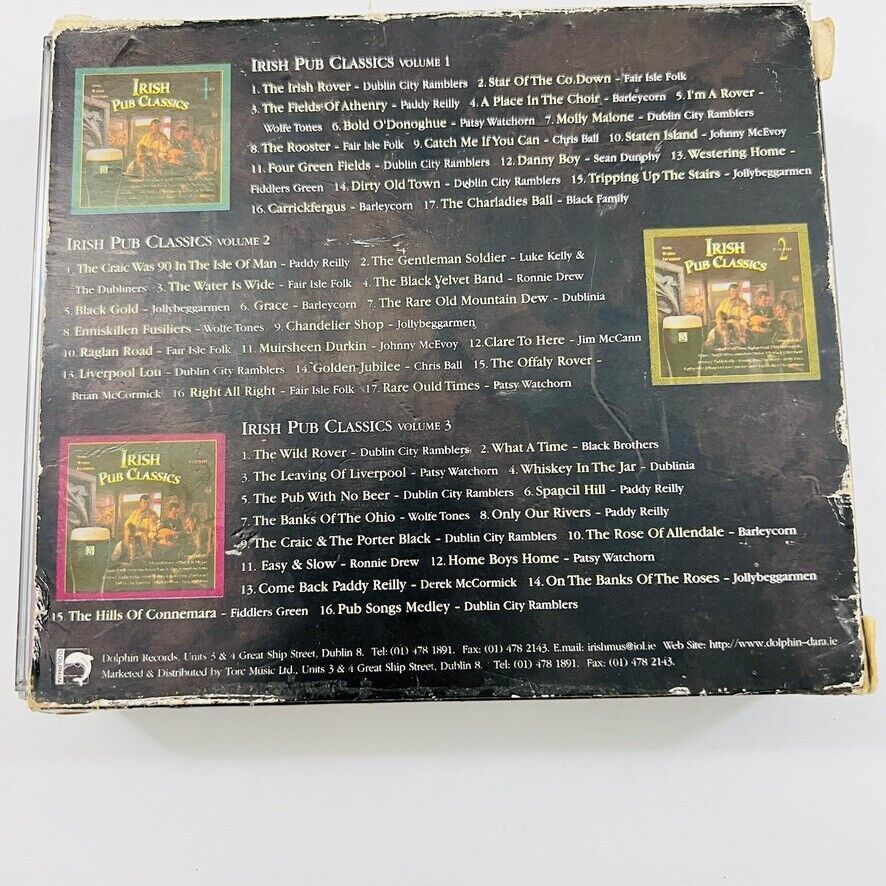 IRISH PUB CLASSICS VOLUME 1
1. The Irish Rover – Dublin City Ramblers 2. Star Of The Co.Down – Fair Isle Folk
3. The Fields Of Athenry – Paddy Reilly 4. A Place In The Choir – Barleycorn 5. I'm A Rover –
Wolfe Tones 6. Bold O'Donoghue – Patsy Watchorn 7. Molly Malone – Dublin City Ramblers
8. The Rooster – Fair Isle Folk 9. Catch Me If You Can – Chris Ball 10. Staten Island – Johnny McEvoy
11. Four Green Fields – Dublin City Ramblers 12. Danny Boy – Sean Dunphy 13. Westering Home –
Fiddlers Green 14. Dirty Old Town – Dublin City Ramblers 15. Tripping Up The Stairs – Jollybeggarmen
16. Carrickfergus – Barleycorn 17. The Charladies Ball – Black Family
IRISH
PUB CLASSICS
1
IRISH PUB CLASSICS VOLUME 2
1. The Craic Was 90 In The Isle Of Man – Paddy Reilly 2. The Gentleman Soldier – Luke Kelly &
The Dubliners 3. The Water Is Wide – Fair Isle Folk 4. The Black Velvet Band – Ronnie Drew
5. Black Gold – Jollybeggarmen 6. Grace – Barleycorn 7. The Rare Old Mountain Dew – Dublinia
8. Enniskillen Fusiliers – Wolfe Tones 9. Chandelier Shop – Jollybeggarmen
10. Raglan Road – Fair Isle Folk 11. Muirsheen Durkin – Johnny McEvoy 12. Clare To Here – Jim McCann
13. Liverpool Lou – Dublin City Ramblers 14. Golden Jubilee – Chris Ball 15. The Offaly Rover –
Brian McCormick 16. Right All Right – Fair Isle Folk 17. Rare Ould Times – Patsy Watchorn
IRISH
PUB CLASSICS
VOLUME
2
IRISH PUB CLASSICS VOLUME 3
1. The Wild Rover – Dublin City Ramblers 2. What A Time – Black Brothers
3. The Leaving Of Liverpool – Patsy Watchorn 4. Whiskey In The Jar – Dublinia
5. The Pub With No Beer – Dublin City Ramblers 6. Spancil Hill – Paddy Reilly
7. The Banks Of The Ohio – Wolfe Tones 8. Only Our Rivers – Paddy Reilly
9. The Craic & The Porter Black – Dublin City Ramblers 10. The Rose Of Allendale – Barleycorn
11. Easy & Slow – Ronnie Drew 12. Home Boys Home – Patsy Watchorn
13. Come Back Paddy Reilly – Derek McCormick 14. On The Banks Of The Roses – Jollybeggarmen
15. The Hills Of Connemara – Fiddlers Green 16. Pub Songs Medley – Dublin City Ramblers
IRISH
PUB CLASSICS
Dolphin Records, Units 3 & 4 Great Ship Street, Dublin 8. Tel: (01) 478 1891. Fax: (01) 478 2143. E.mail: irishmus@iol.ie Web Site: http://www.dolphin-dara.ie
Marketed & Distributed by Torc Music Ltd., Units 3 & 4 Great Ship Street, Dublin 8. Tel: (01) 478 1891. Fax: (01) 478 2143.